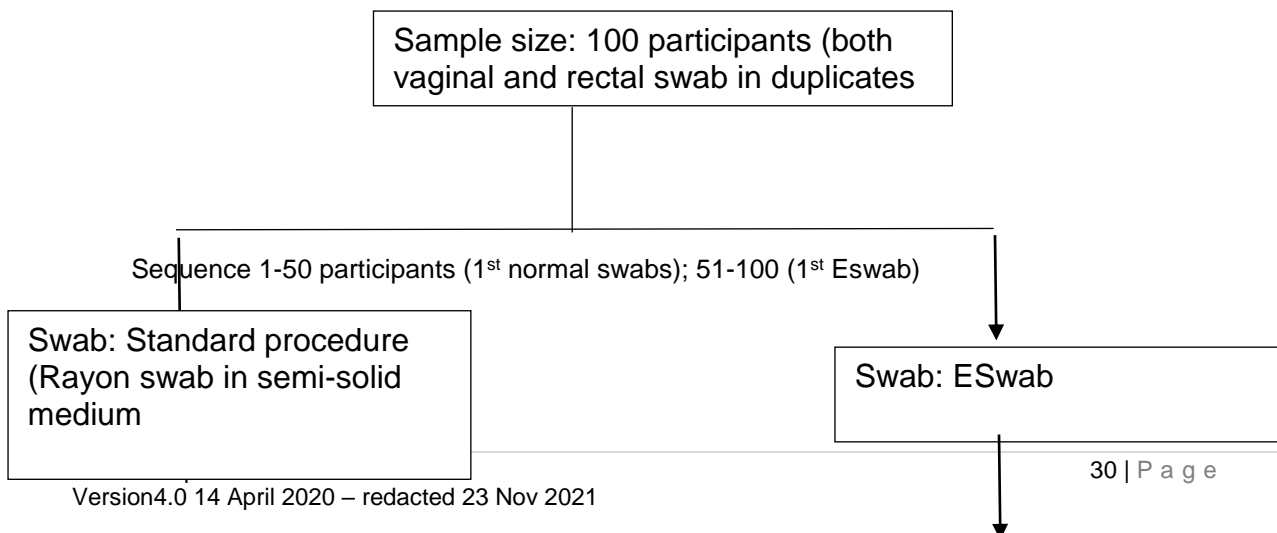 Sample size: 100 participants (both
vaginal and rectal swab in duplicates
Sequence 1-50 participants (1st normal swabs); 51-100 (1st Eswab)
Swab: Standard procedure
(Rayon swab in semi-solid
medium
Swab: ESwab
30 | P a g e
Version4.0 14 April 2020 – redacted 23 Nov 2021